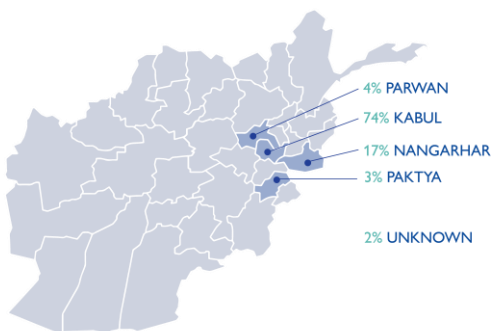 4% PARWAN
74% KABUL
17% NANGARHAR
3% PAKTYA
2% UNKNOWN